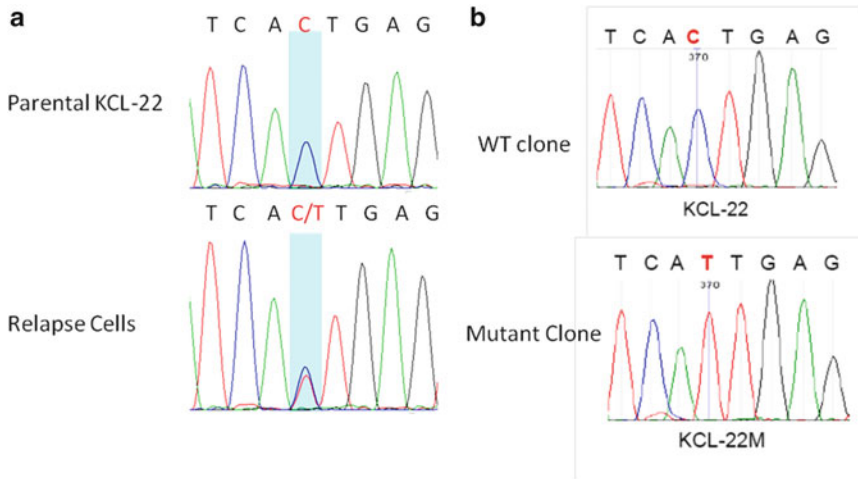 a
T C A C T G A G
Parental KCL-22
T C A C/T T G A G
Relapse Cells
b
T C A C T G A G
370
WT clone
KCL-22
T C A T T G A G
370
Mutant Clone
KCL-22M